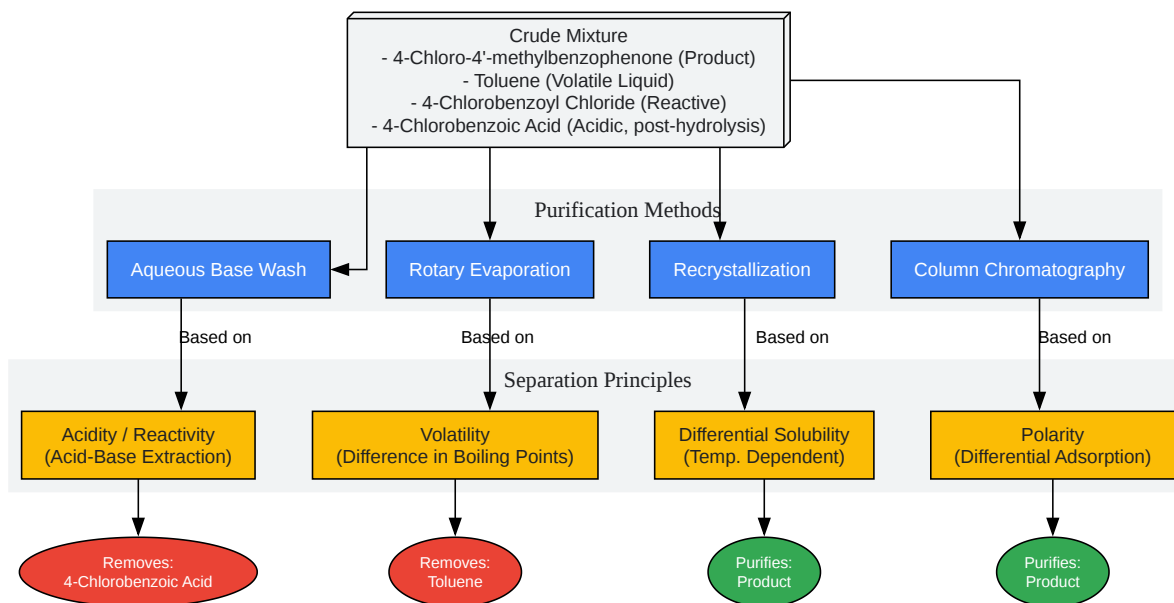 Crude Mixture
- 4-Chloro-4'-methylbenzophenone (Product)
- Toluene (Volatile Liquid)
- 4-Chlorobenzoyl Chloride (Reactive)
- 4-Chlorobenzoic Acid (Acidic, post-hydrolysis)
Purification Methods
Aqueous Base Wash
Rotary Evaporation
Recrystallization
Column Chromatography
Based on
Based on
Based on
Based on
Separation Principles
Acidity / Reactivity
(Acid-Base Extraction)
Volatility
(Difference in Boiling Points)
Differential Solubility
(Temp. Dependent)
Polarity
(Differential Adsorption)
Removes:
4-Chlorobenzoic Acid
Removes:
Toluene
Purifies:
Product
Purifies:
Product